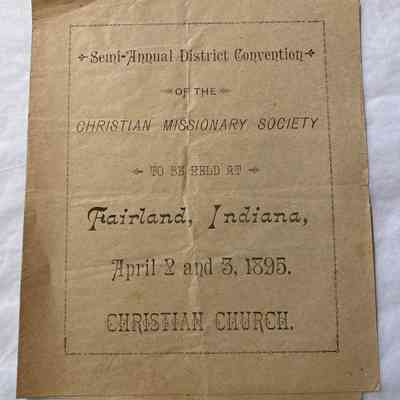 Semi-Annual District Convention
OF THE
CHRISTIAN MISSIONARY SOCIETY
TO BE HELD AT
Fairland, Indiana,
April 2 and 3, 1895.
CHRISTIAN CHURCH.